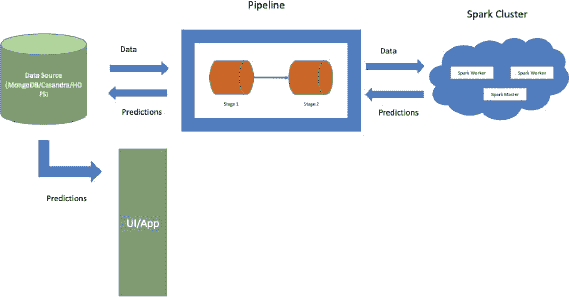 Pipeline
Spark Cluster
Data
Data Source
(MongoDB/Casandra/HD
FS)
Stage 1
Stage 2
Data
Spark Worker
Spark Worker
Spark Master
Predictions
Predictions
Predictions
UI/App